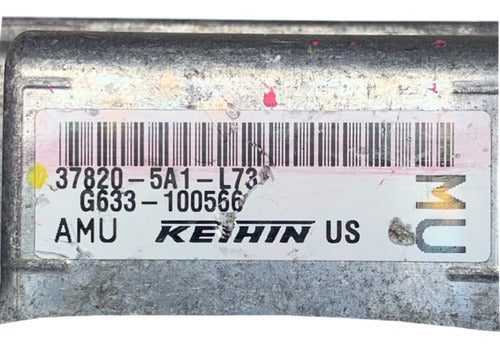 37820-5A1-L73
G633-100566
AMU KEIHIN US
MU